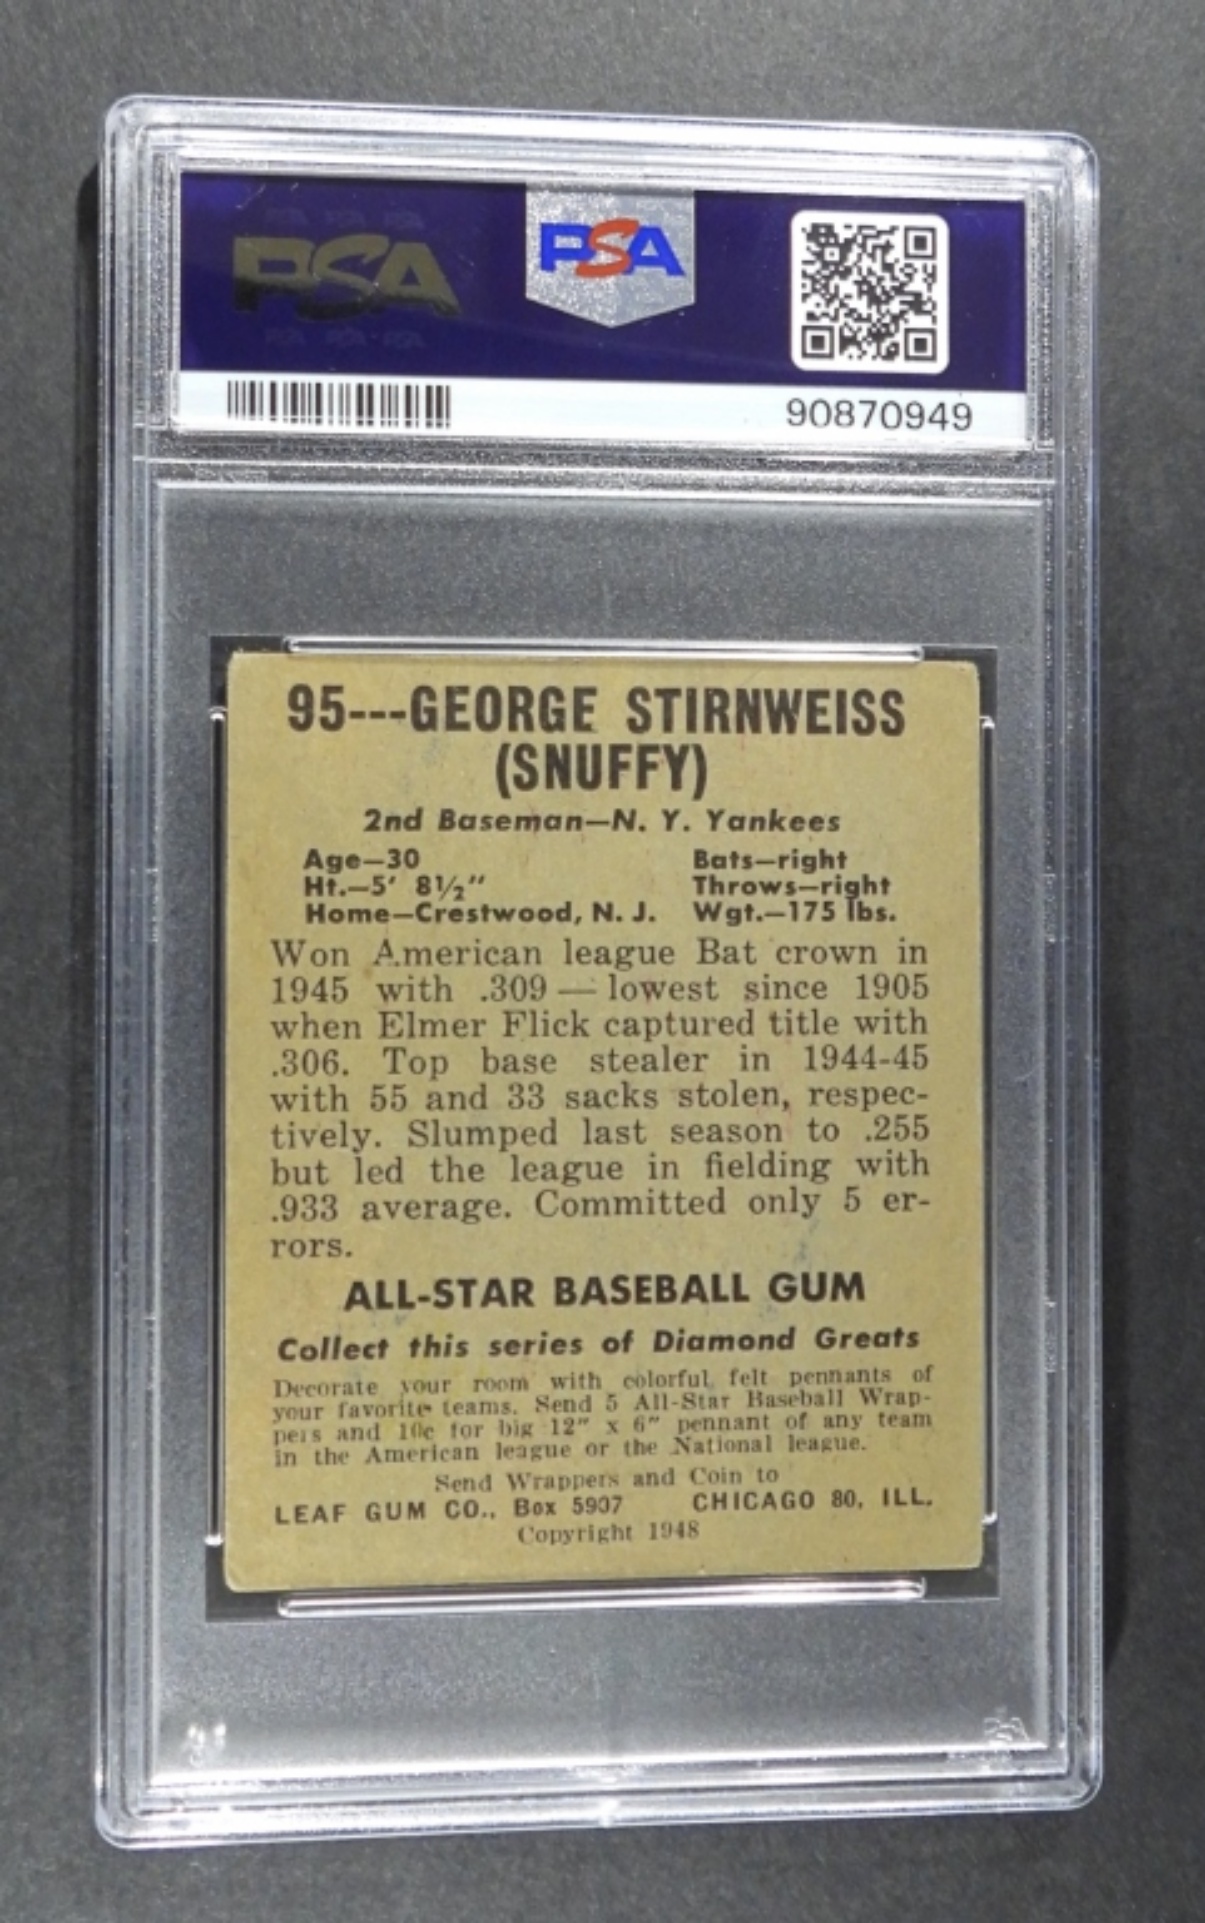 PSA
PSA
90870949
95---GEORGE STIRNWEISS
(SNUFFY)
2nd Baseman—N. Y. Yankees
Age—30 Bats—right
Ht.—5' 8½" Throws—right
Home—Crestwood, N. J. Wgt.—175 lbs.
Won American league Bat crown in
1945 with .309 — lowest since 1905
when Elmer Flick captured title with
.306. Top base stealer in 1944-45
with 55 and 33 sacks stolen, respec-
tively. Slumped last season to .255
but led the league in fielding with
.933 average. Committed only 5 er-
rors.
ALL-STAR BASEBALL GUM
Collect this series of Diamond Greats
Decorate your room with colorful felt pennants of
your favorite teams. Send 5 All-Star Baseball Wrap-
pers and 10c for big 12" x 6" pennant of any team
in the American league or the National league.
Send Wrappers and Coin to
LEAF GUM CO., Box 5907 CHICAGO 80, ILL.
Copyright 1948
PSA